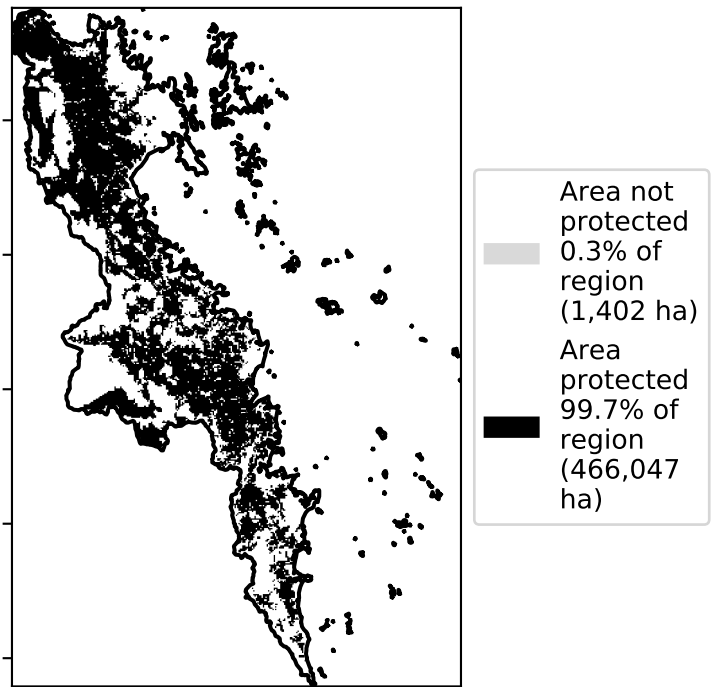 Area not
protected
0.3% of
region
(1,402 ha)
Area
protected
99.7% of
region
(466,047
ha)